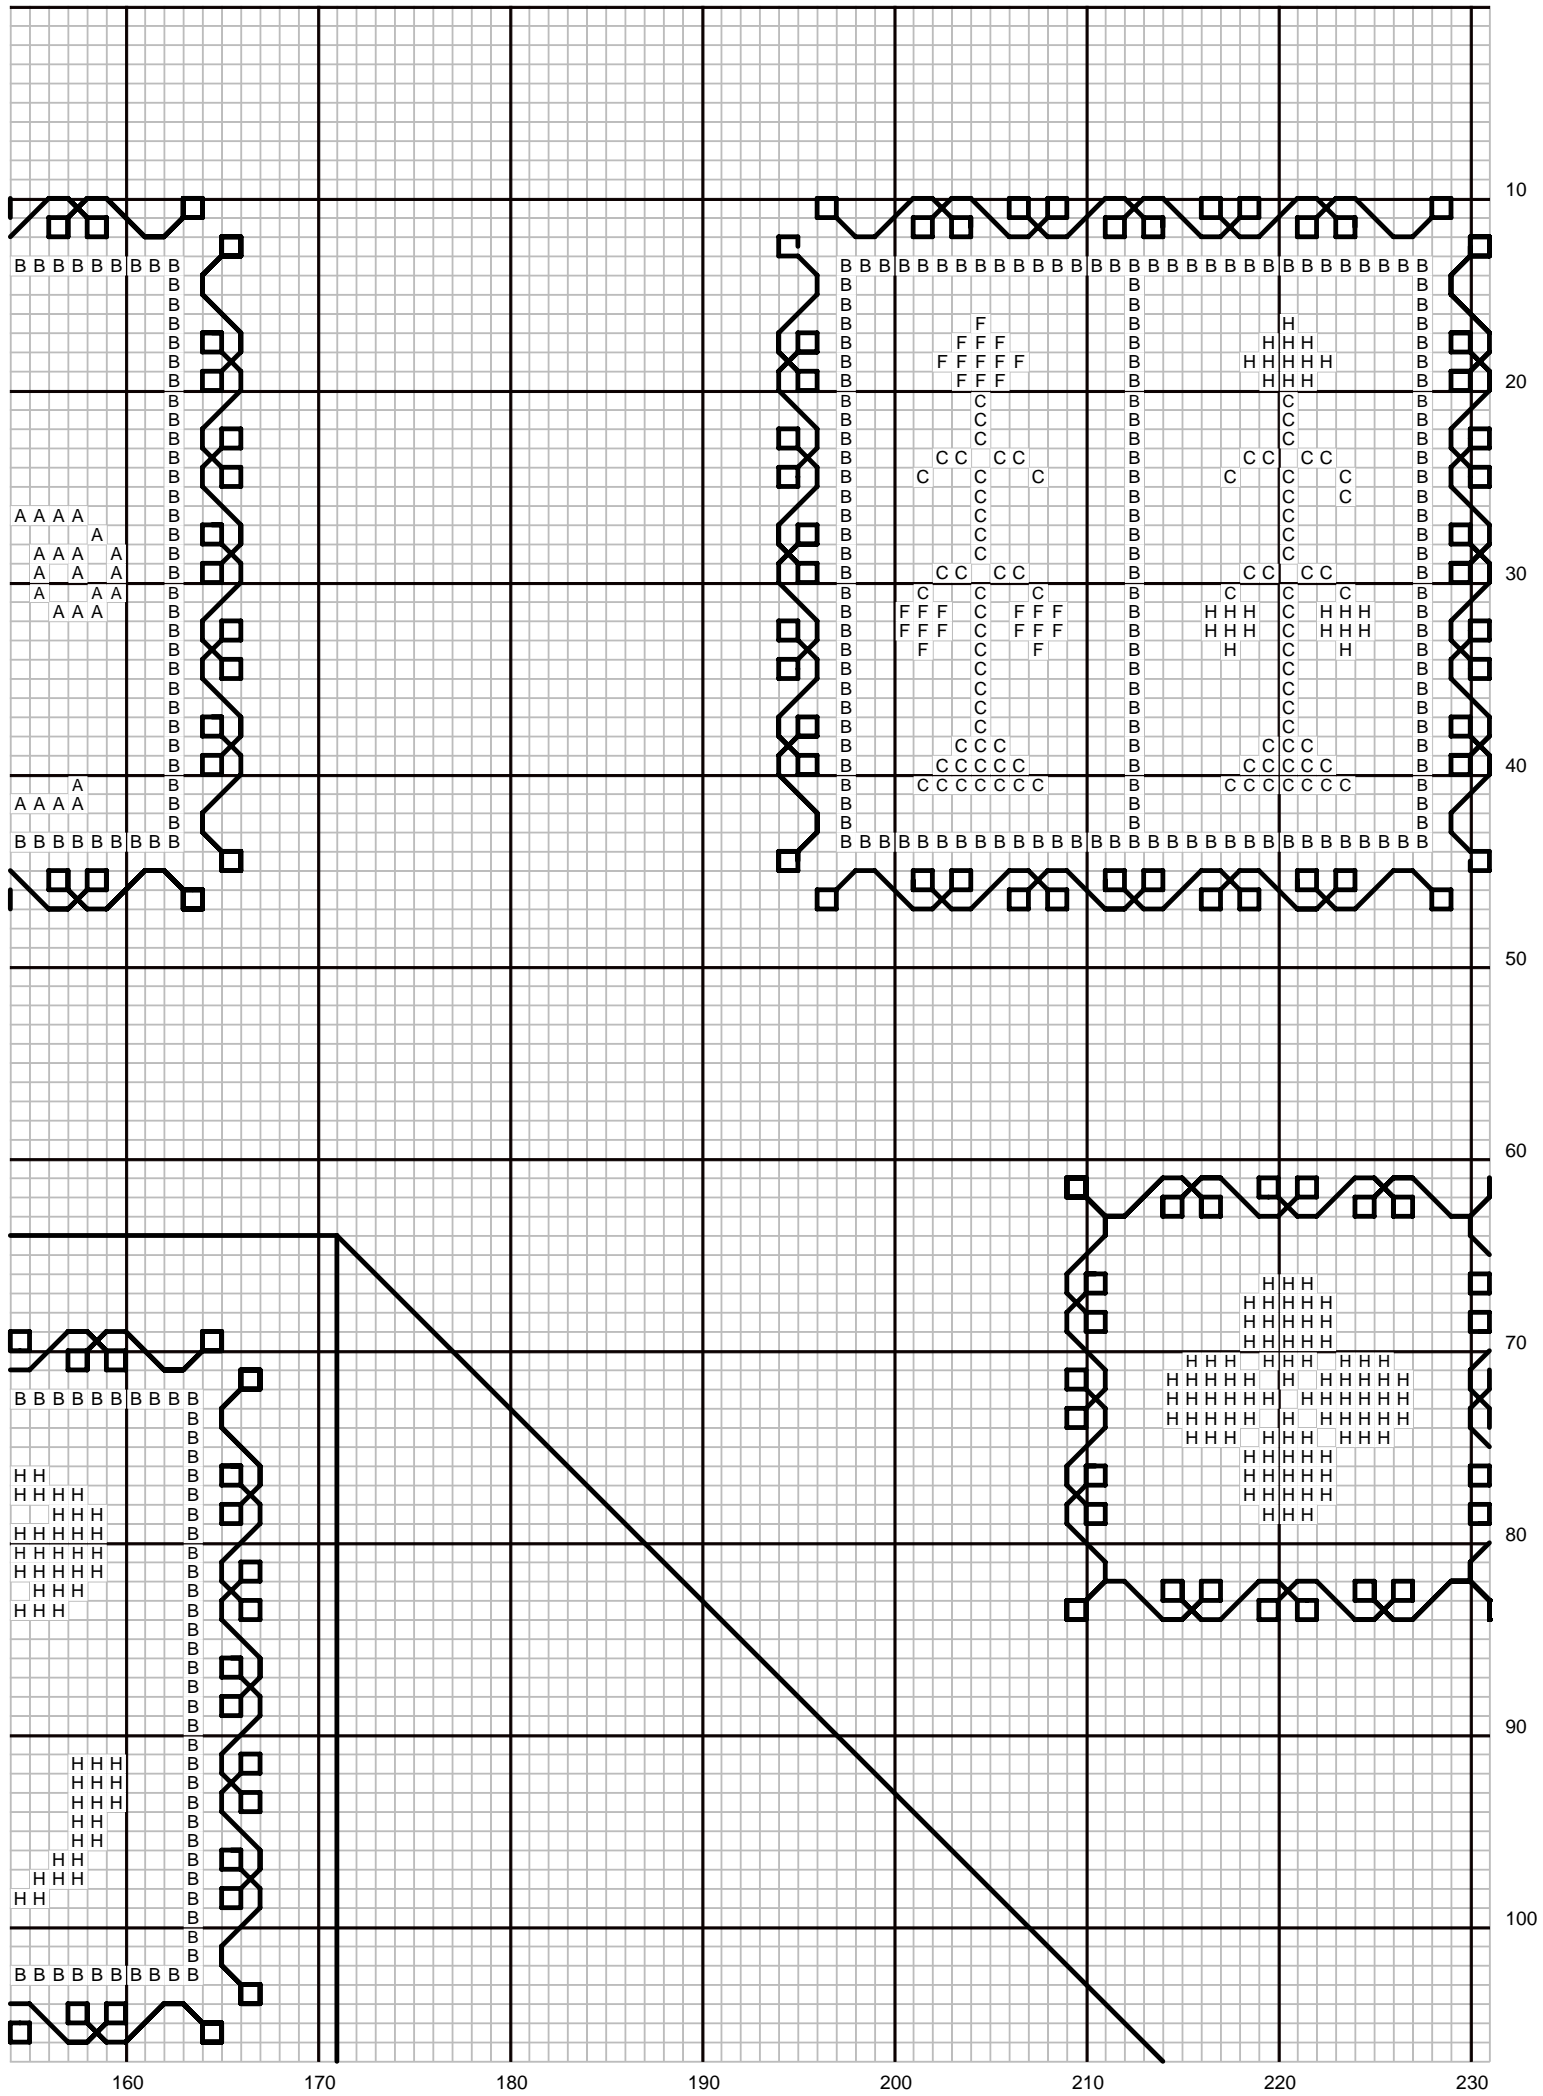 10
B B B B B B B B B B B B B B B B B B B B B B B B B B B B B B B B B B B B B B B B
B B B B
B B B B
B B F B H B
B B F F F B H H H B
B B F F F F F B H H H H H B
B B F F F B H H H B
20
B B C B C B
B B C B C B
B B C B C B
B B C C C C B C C C C B
B B C C C B C C C B
B B C B C C B
A A A A B B C B C B
A B B C B C B
A A A A B B C B C B
A A A B B C C C C B C C C C B
30
A A A B B C C C B C C C B
A A A B B F F F C F F F B H H H C H H H B
B B F F F C F F F B H H H C H H H B
B B F C F B H C H B
B B C B C B
B B C B C B
B B C B C B
B B C B C B
B B C C C B C C C B
B B C C C C C B C C C C C B
40
A B B C C C C C C C B C C C C C C C B
A A A A B B B B
B B B B
B B B B B B B B B B B B B B B B B B B B B B B B B B B B B B B B B B B B B B B B
50
60
H H H
H H H H H
H H H H H
H H H H H
70
H H H H H H H H H
B B B B B B B B B B H H H H H H H H H H H
B H H H H H H H H H H H H
B H H H H H H H H H H H
B H H H H H H H H H
H H B H H H H H
H H H H B H H H H H
H H H B H H H H H
H H H H H B H H H
80
H H H H H B
H H H H H B
H H H B
H H H B
B
B
B
B
B
B
90
B
H H H B
H H H B
H H H B
H H B
H H B
H H B
H H H B
H H B
B
100
B
B
B B B B B B B B B B
160 170 180 190 200 210 220 230